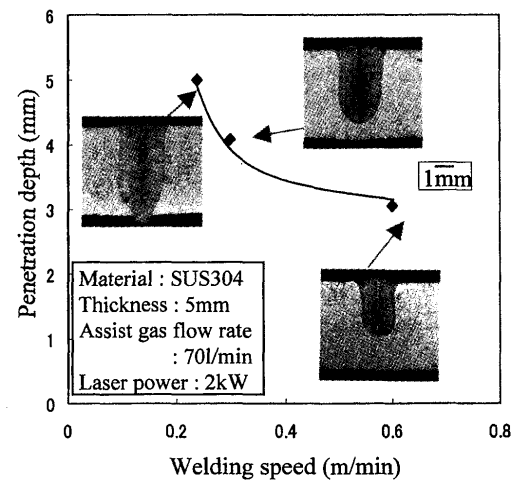 6
5
4
3
2
1
0
Penetration depth (mm)
1mm
Material : SUS304
Thickness : 5mm
Assist gas flow rate
: 70l/min
Laser power : 2kW
0
0.2
0.4
0.6
0.8
Welding speed (m/min)